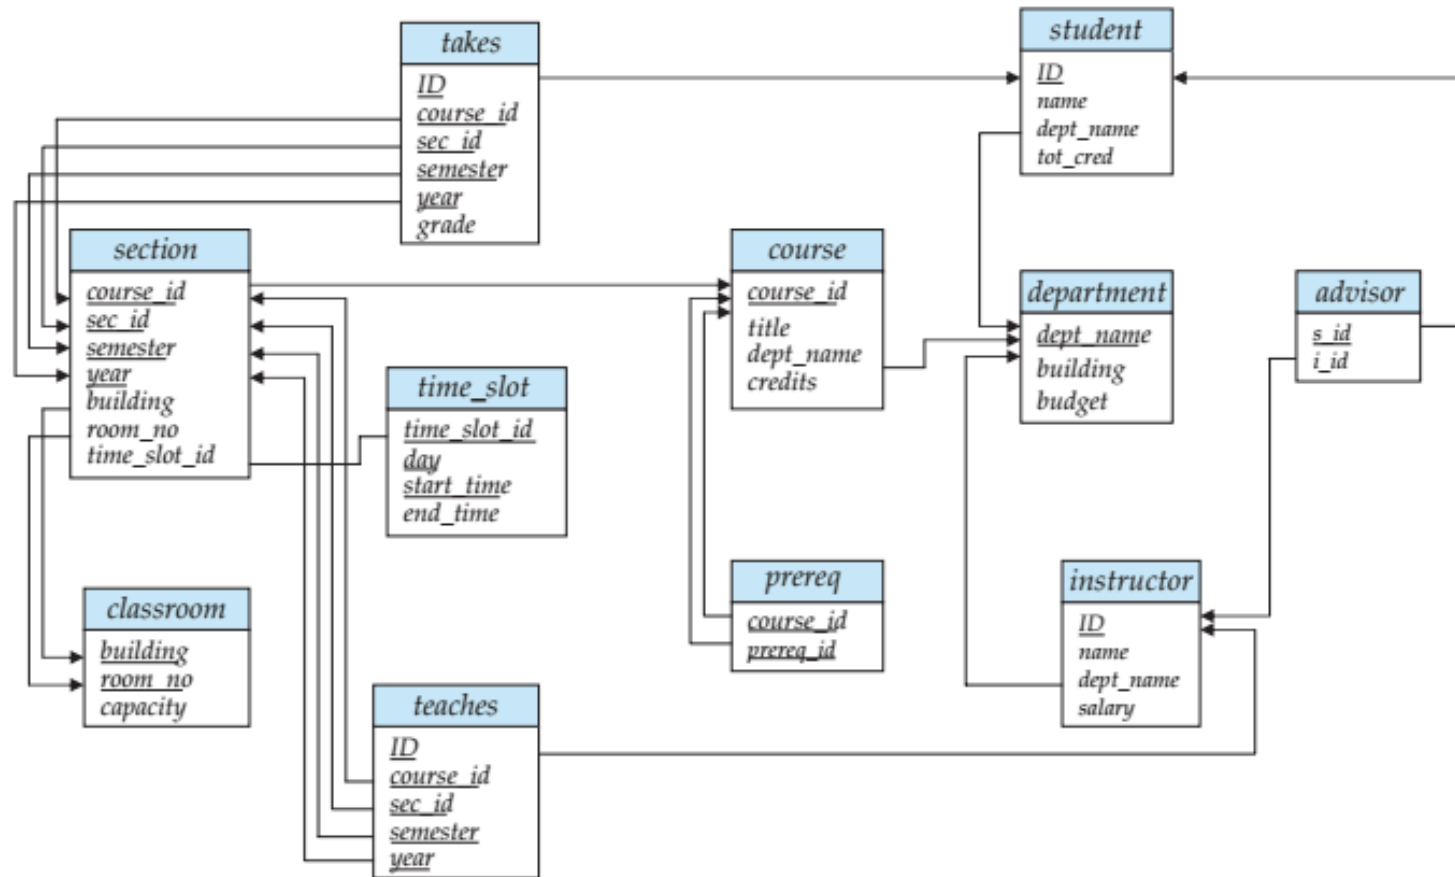 takes
ID
course_id
sec_id
semester
year
grade
student
ID
name
dept_name
tot_cred
section
course_id
sec_id
semester
year
building
room_no
time_slot_id
time_slot
time_slot_id
day
start_time
end_time
course
course_id
title
dept_name
credits
department
dept_name
building
budget
advisor
s_id
i_id
classroom
building
room_no
capacity
prereq
course_id
prereq_id
instructor
ID
name
dept_name
salary
teaches
ID
course_id
sec_id
semester
year